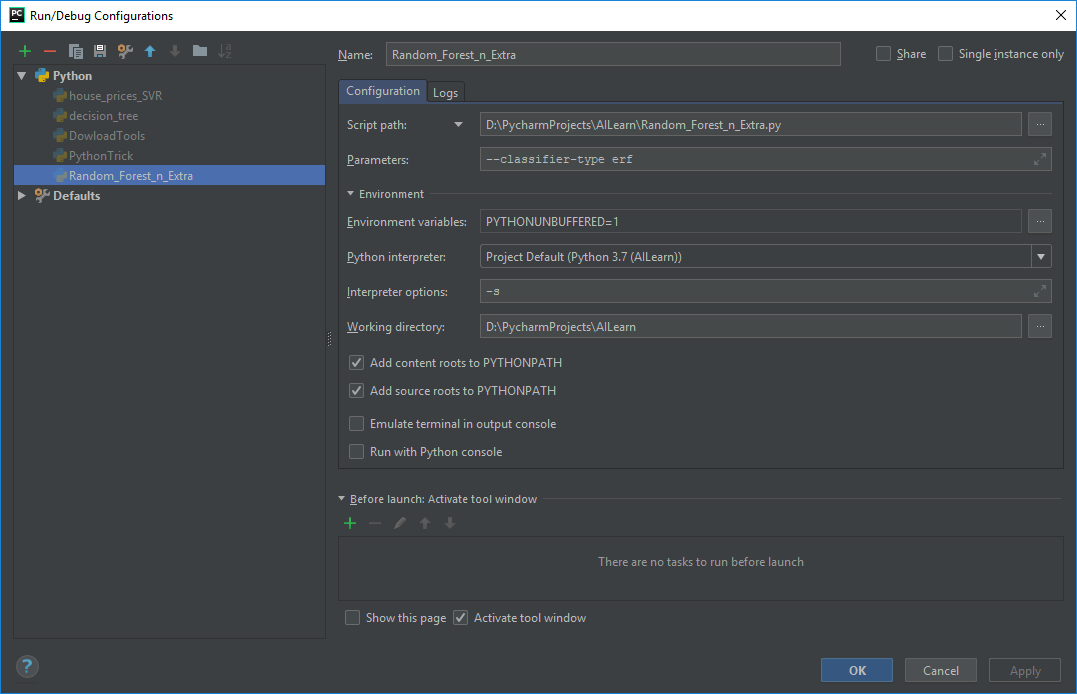 PC Run/Debug Configurations
Name: Random_Forest_n_Extra Share Single instance only
Python
house_prices_SVR
decision_tree
DowloadTools
PythonTrick
Random_Forest_n_Extra
Defaults
Configuration Logs
Script path: D:\PycharmProjects\AILearn\Random_Forest_n_Extra.py ...
Parameters: --classifier-type erf
Environment
Environment variables: PYTHONUNBUFFERED=1 ...
Python interpreter: Project Default (Python 3.7 (AILearn))
Interpreter options: -s
Working directory: D:\PycharmProjects\AILearn ...
Add content roots to PYTHONPATH
Add source roots to PYTHONPATH
Emulate terminal in output console
Run with Python console
Before launch: Activate tool window
There are no tasks to run before launch
Show this page Activate tool window
? OK Cancel Apply